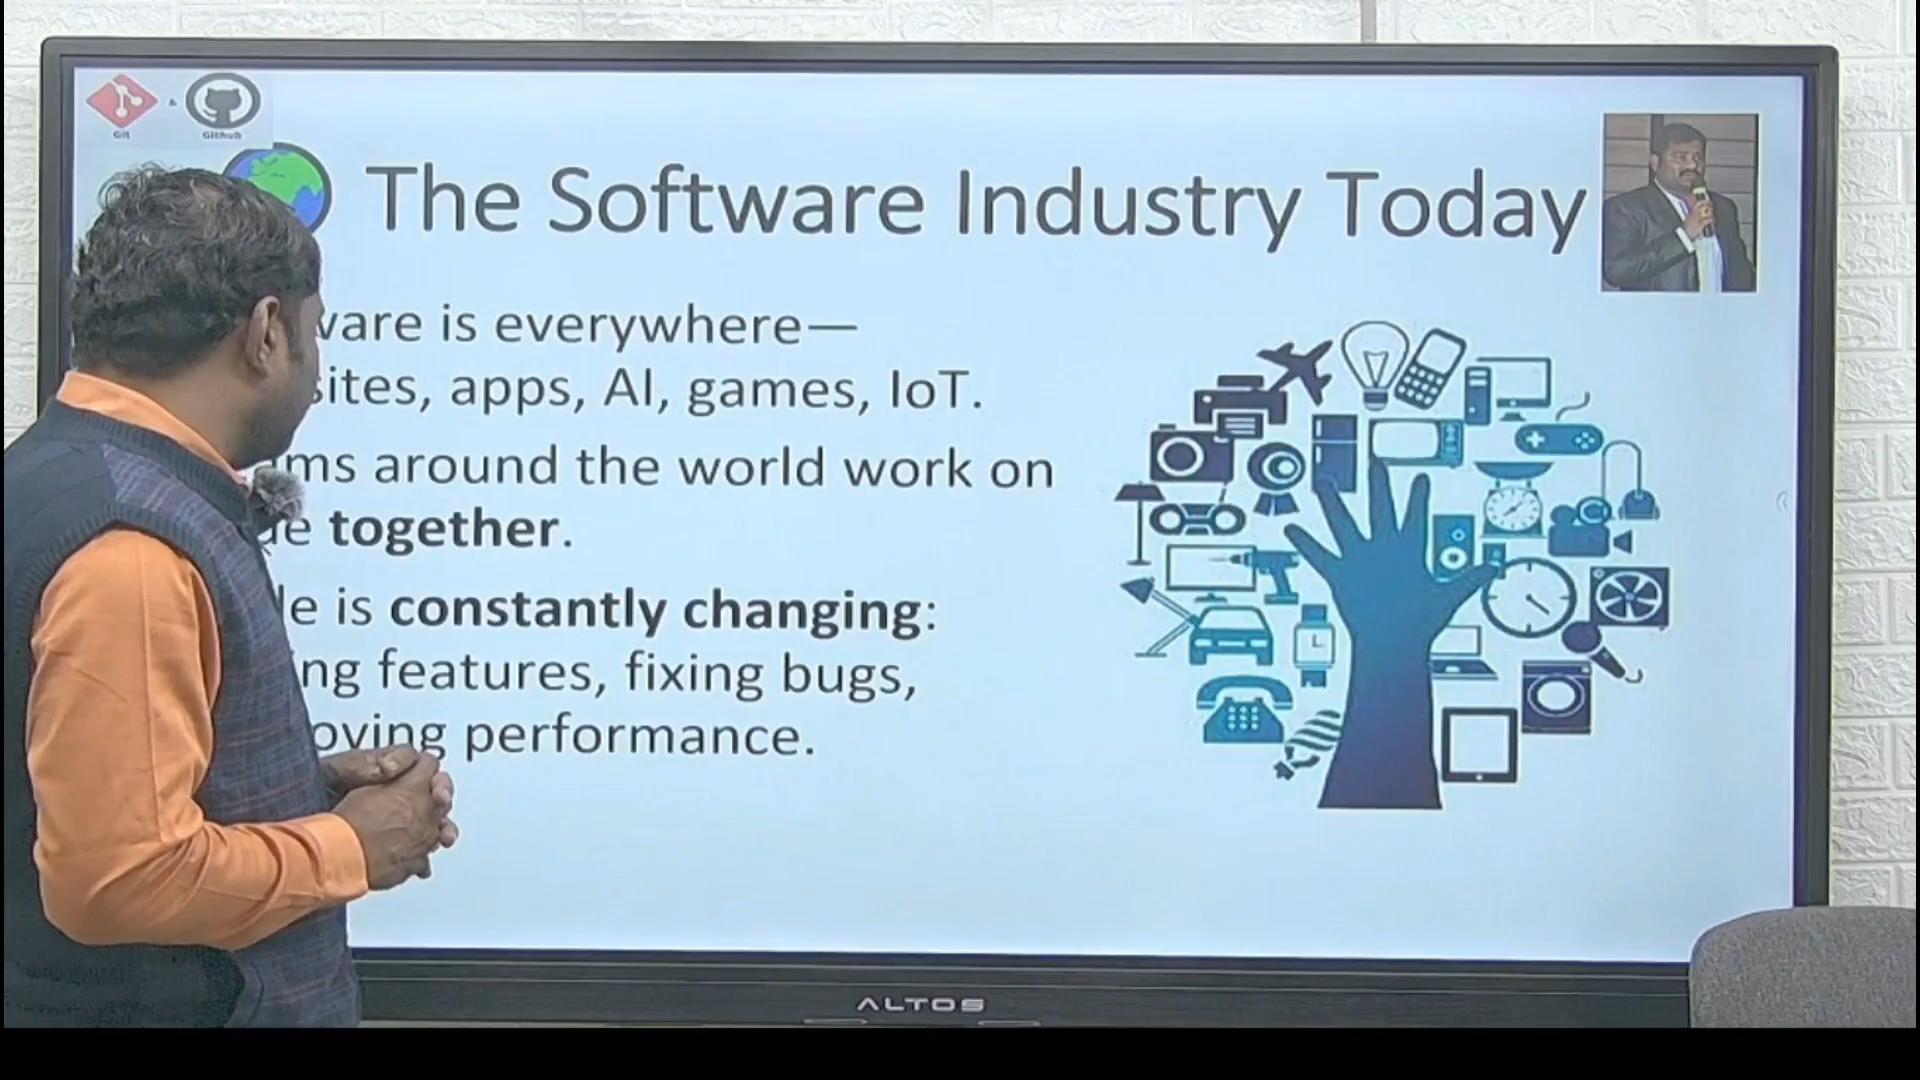 Git & Github
The Software Industry Today
ware is everywhere—
sites, apps, AI, games, IoT.
ms around the world work on
e together.
le is constantly changing:
ng features, fixing bugs,
oving performance.
ALTOS